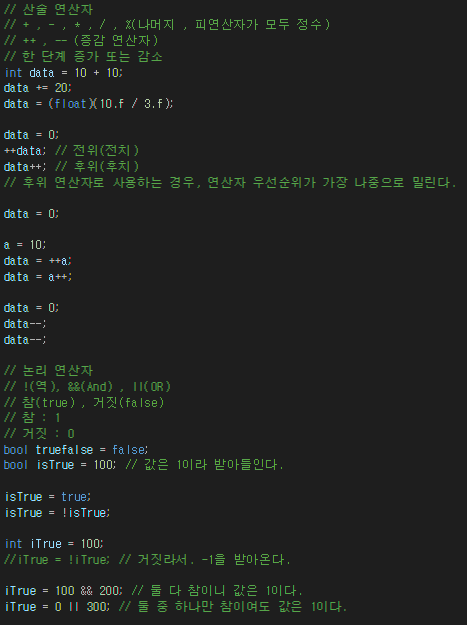 // 산술 연산자
// + , - , * , / , %(나머지 , 피연산자가 모두 정수)
// ++ , -- (증감 연산자)
// 한 단계 증가 또는 감소
int data = 10 + 10;
data += 20;
data = (float)(10.f / 3.f);
data = 0;
++data; // 전위(전치)
data++; // 후위(후치)
// 후위 연산자로 사용하는 경우, 연산자 우선순위가 가장 나중으로 밀린다.
data = 0;
a = 10;
data = ++a;
data = a++;
data = 0;
data--;
data--;
// 논리 연산자
// !(역), &&(And) , ||(OR)
// 참(true) , 거짓(false)
// 참 : 1
// 거짓 : 0
bool truefalse = false;
bool isTrue = 100; // 값은 1이라 받아들인다.
isTrue = true;
isTrue = !isTrue;
int iTrue = 100;
//iTrue = !iTrue; // 거짓라서. -1을 받아온다.
iTrue = 100 && 200; // 둘 다 참이니 값은 1이다.
iTrue = 0 || 300; // 둘 중 하나만 참이여도 값은 1이다.